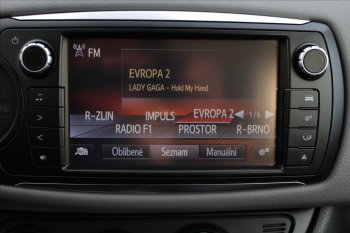 FM
EVROPA 2
LADY GAGA – Hold My Hand
R-ZLIN IMPULS EVROPA 2 1/6
RADIO F1 PROSTOR R-BRNO
Oblíbené Seznam Manuální